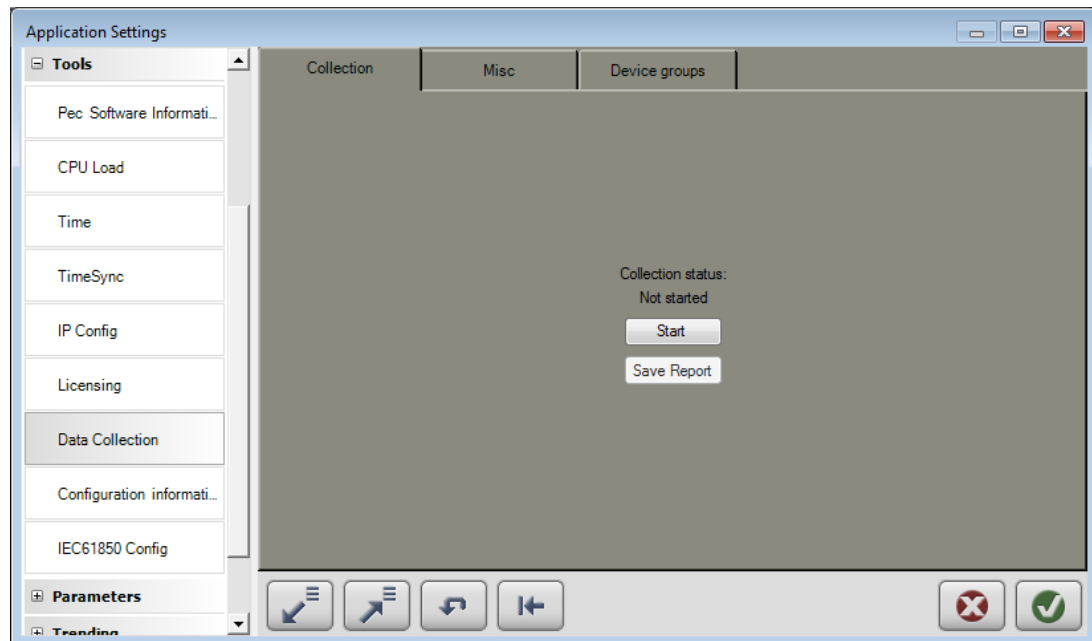 Application Settings
Tools
Pec Software Informati...
CPU Load
Time
TimeSync
IP Config
Licensing
Data Collection
Configuration informati...
IEC61850 Config
Parameters
Trending
Collection
Misc
Device groups
Collection status:
Not started
Start
Save Report